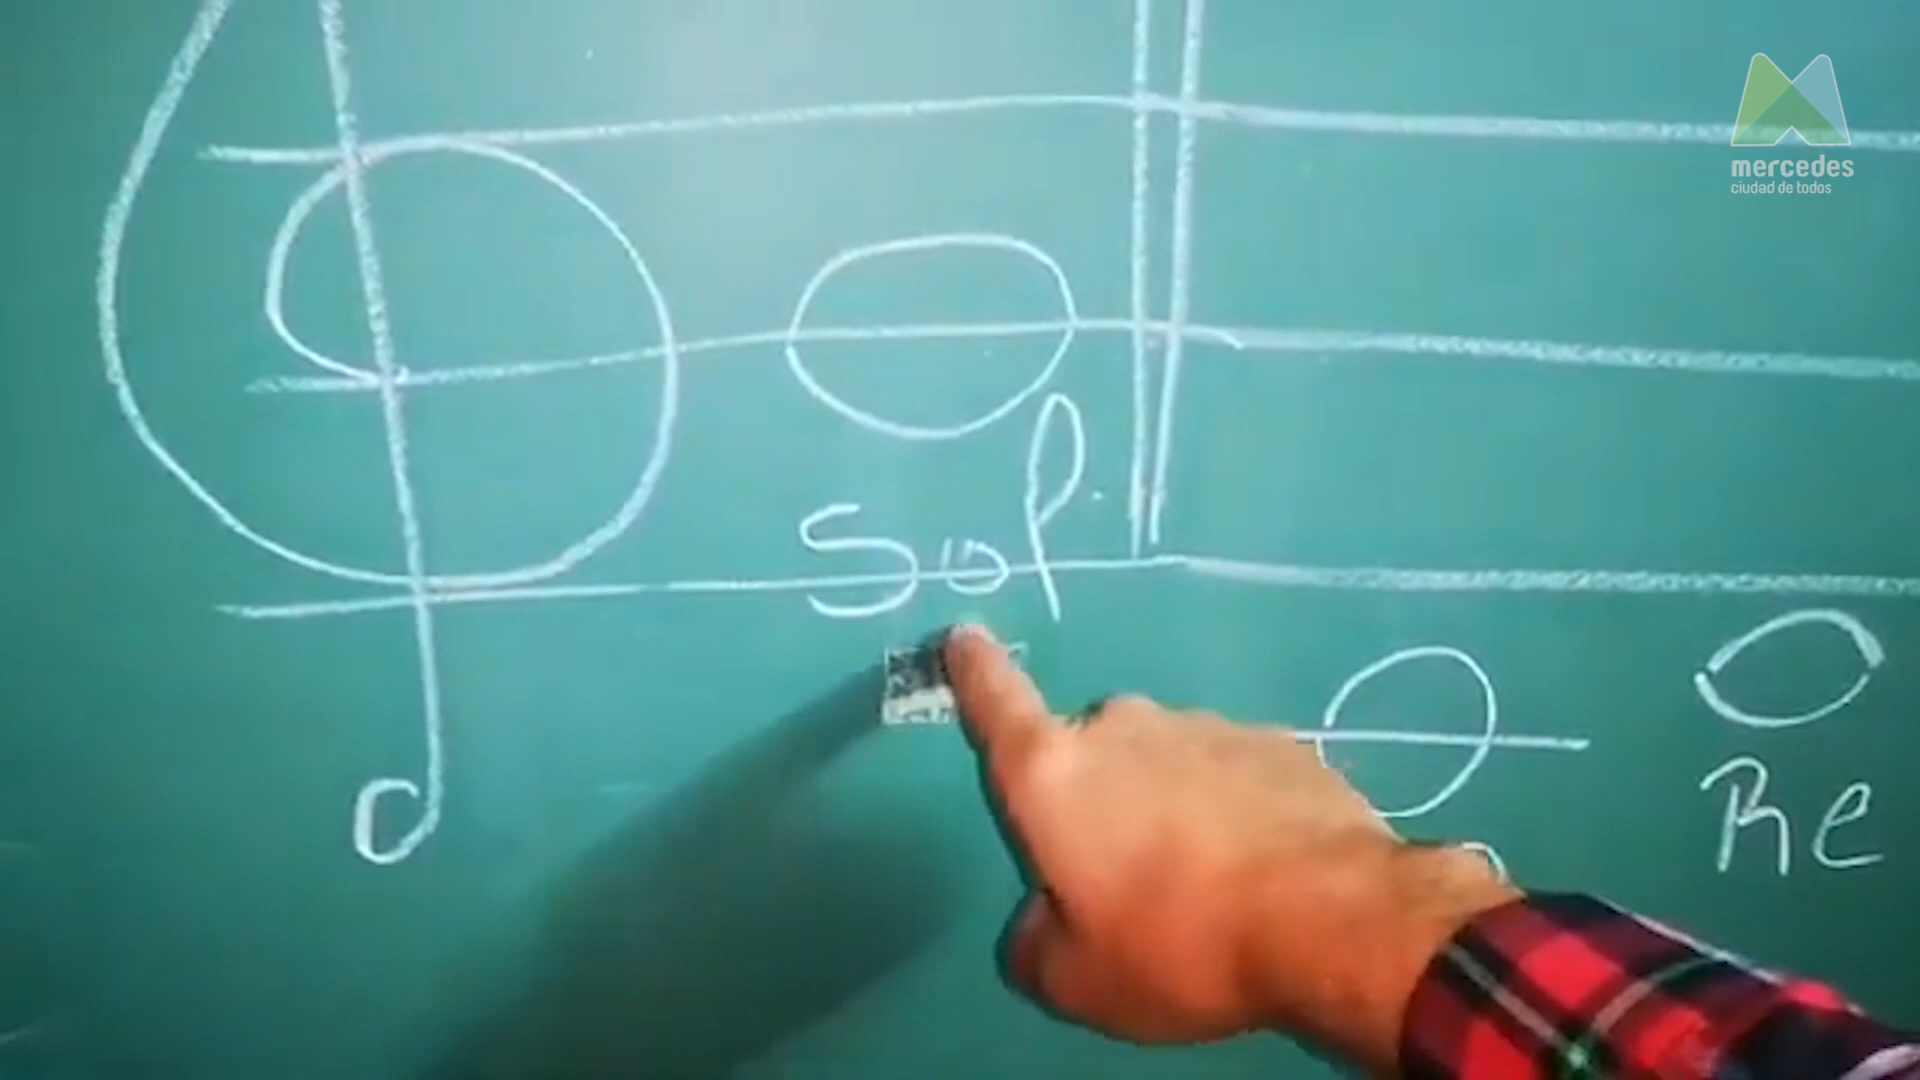 mercedes
ciudad de todos
Sol
Re